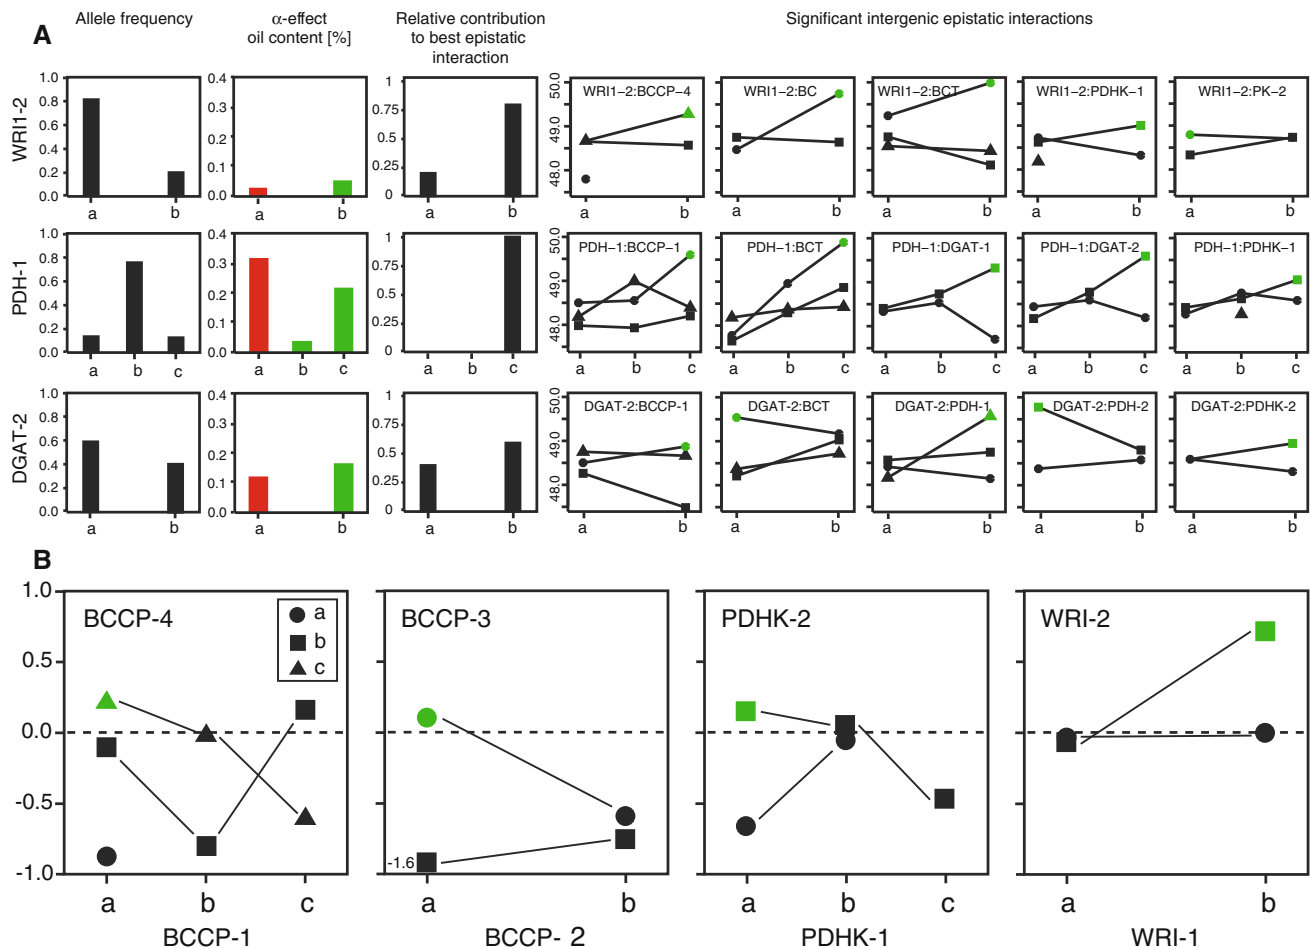 A
Allele frequency
α-effect
oil content [%]
Relative contribution
to best epistatic
interaction
Significant intergenic epistatic interactions
WRI1-2
1.0
0.8
0.6
0.4
0.2
0.0
a
b
0.4
0.3
0.2
0.1
0.0
a
b
1
0.75
0.5
0.25
0
a
b
50.0
49.0
48.0
WRI1–2:BCCP–4
a
b
WRI1–2:BC
a
b
WRI1–2:BCT
a
b
WRI1–2:PDHK–1
a
b
WRI1–2:PK–2
a
b
PDH-1
1.0
0.8
0.6
0.4
0.2
0.0
a
b
c
0.4
0.3
0.2
0.1
0.0
a
b
c
1
0.75
0.5
0.25
0
a
b
c
50.0
49.0
48.0
PDH–1:BCCP–1
a
b
c
PDH–1:BCT
a
b
c
PDH–1:DGAT-1
a
b
c
PDH–1:DGAT–2
a
b
c
PDH–1:PDHK–1
a
b
c
DGAT-2
1.0
0.8
0.6
0.4
0.2
0.0
a
b
0.4
0.3
0.2
0.1
0.0
a
b
1
0.75
0.5
0.25
0
a
b
50.0
49.0
48.0
DGAT-2:BCCP–1
a
b
DGAT-2:BCT
a
b
DGAT-2:PDH-1
a
b
DGAT-2:PDH-2
a
b
DGAT-2:PDHK-2
a
b
B
1.0
0.5
0.0
-0.5
-1.0
BCCP-4
a
b
c
a
b
c
BCCP-1
BCCP-3
-1.6
a
b
BCCP- 2
PDHK-2
a
b
c
PDHK-1
WRI-2
a
b
WRI-1